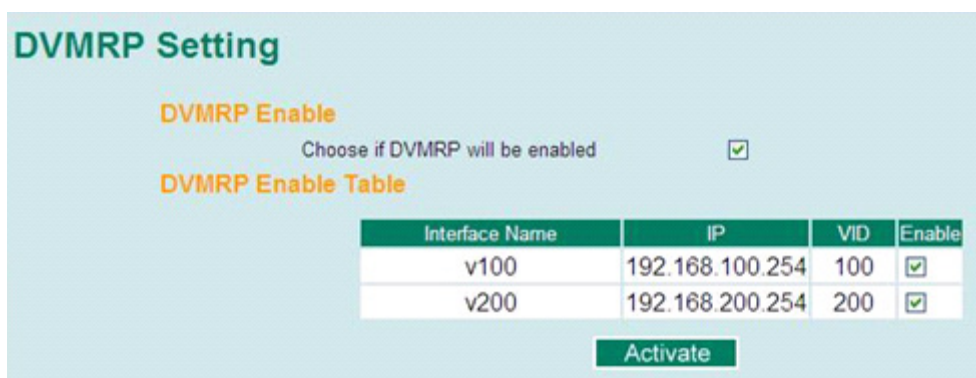 DVMRP Setting
DVMRP Enable
Choose if DVMRP will be enabled
DVMRP Enable Table
Interface Name IP VID Enable
v100 192.168.100.254 100
v200 192.168.200.254 200
Activate